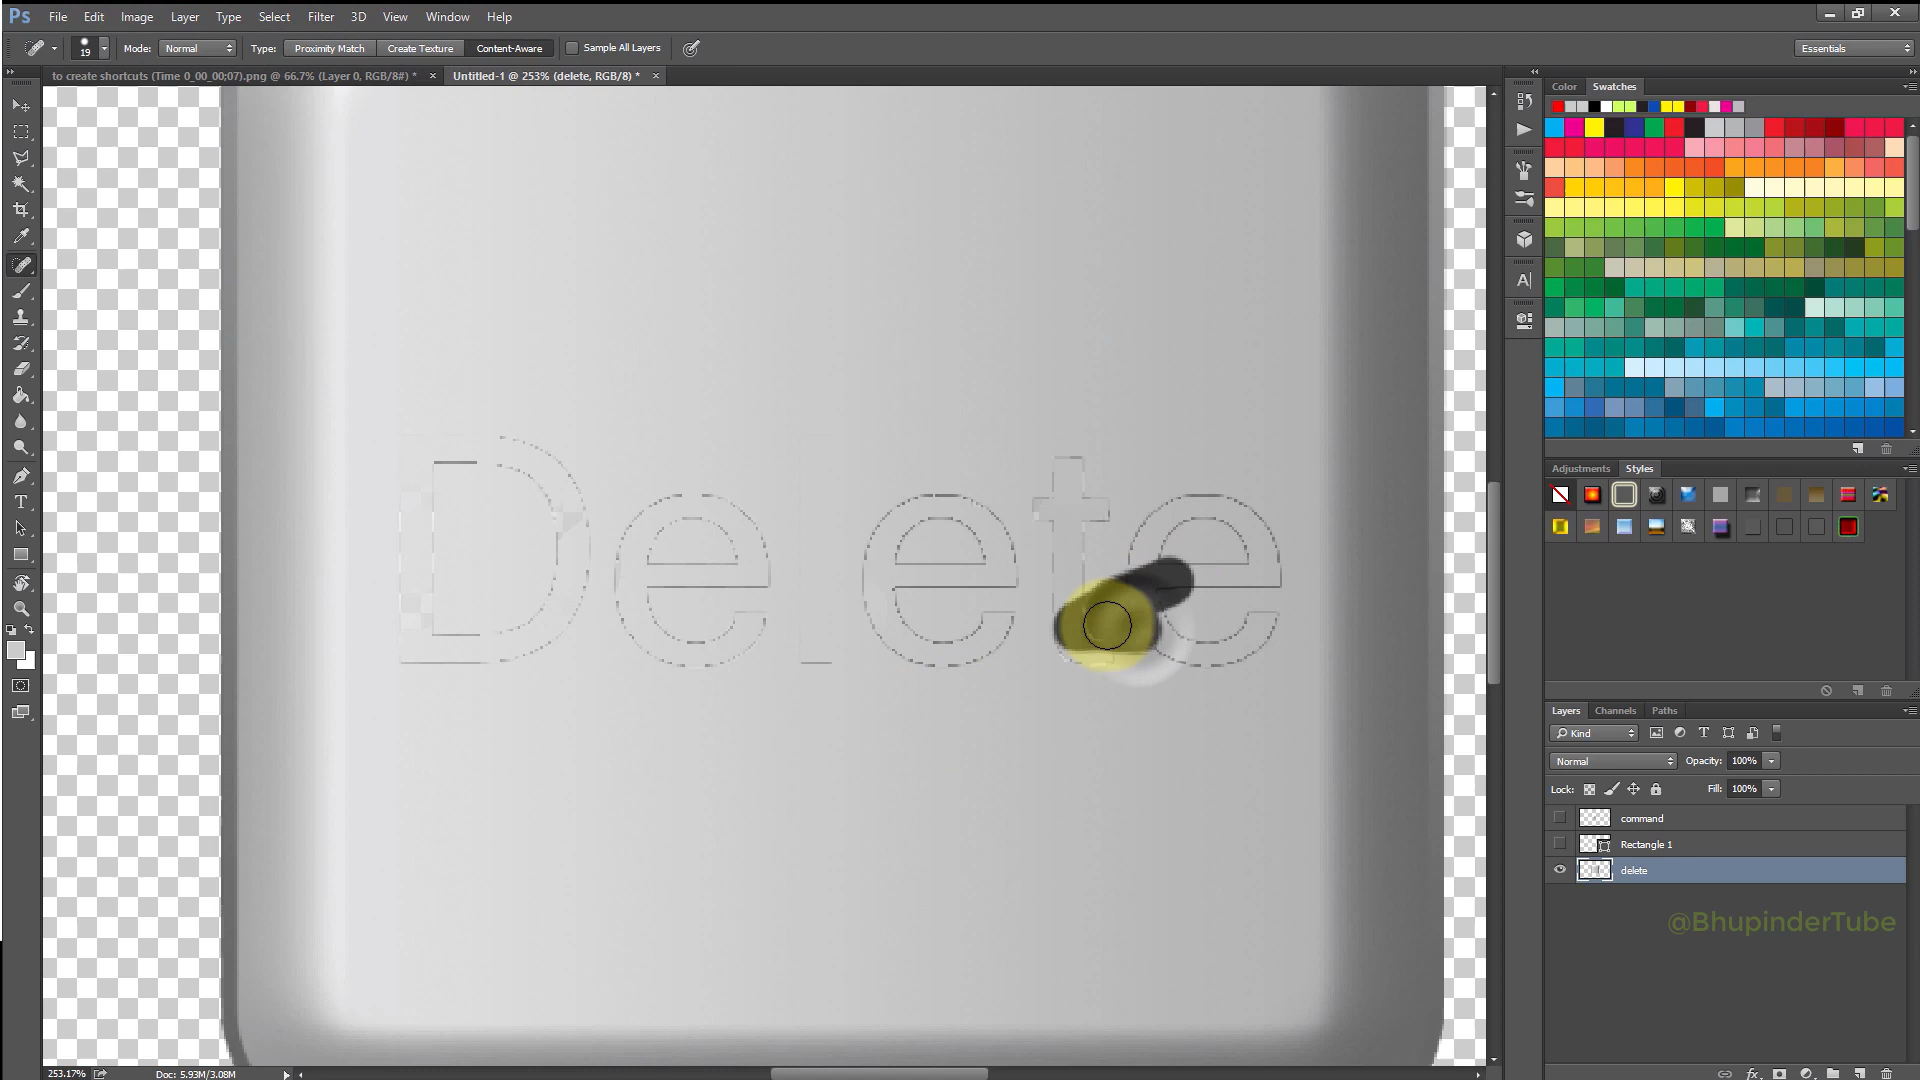 Ps File Edit Image Layer Type Select Filter 3D View Window Help
19 Mode: Normal Type: Proximity Match Create Texture Content-Aware Sample All Layers Essentials
to create shortcuts (Time 0_00_00;07).png @ 66.7% (Layer 0, RGB/8#) * × Untitled-1 @ 253% (delete, RGB/8) * ×
Color Swatches
Delete
Adjustments Styles
Layers Channels Paths
Kind
Normal Opacity: 100%
Lock: Fill: 100%
command
Rectangle 1
delete
@BhupinderTube
253.17% Doc: 5.93M/3.08M